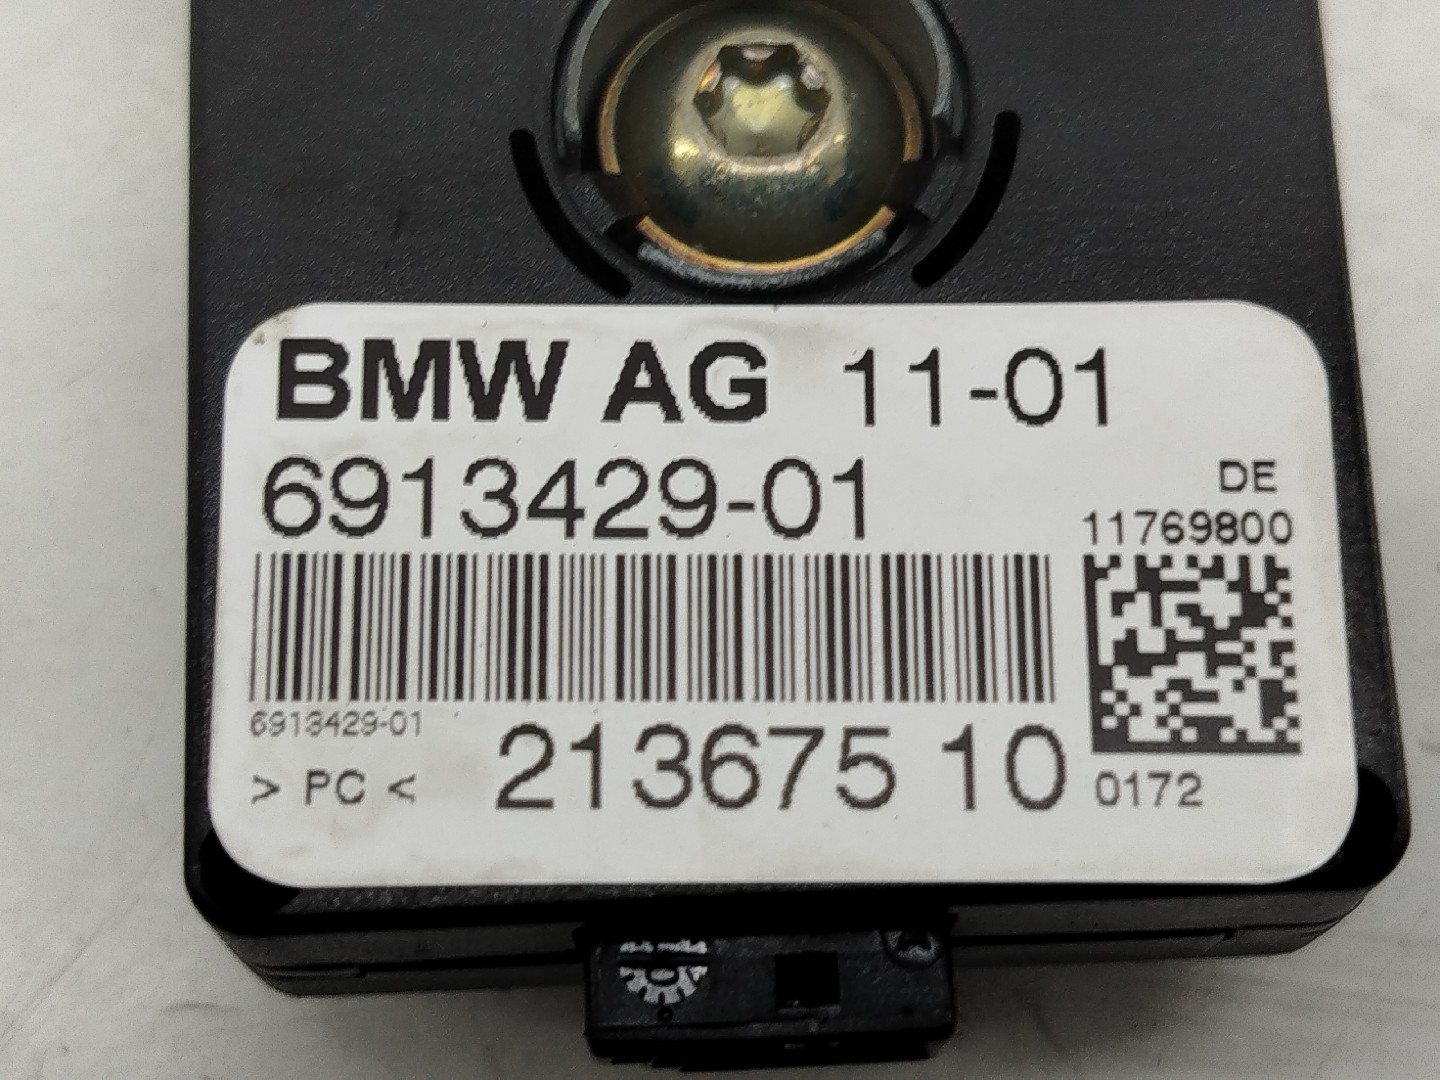 BMW AG 11-01
6913429-01
DE
11769800
6913429-01
> PC < 213675 10 0172